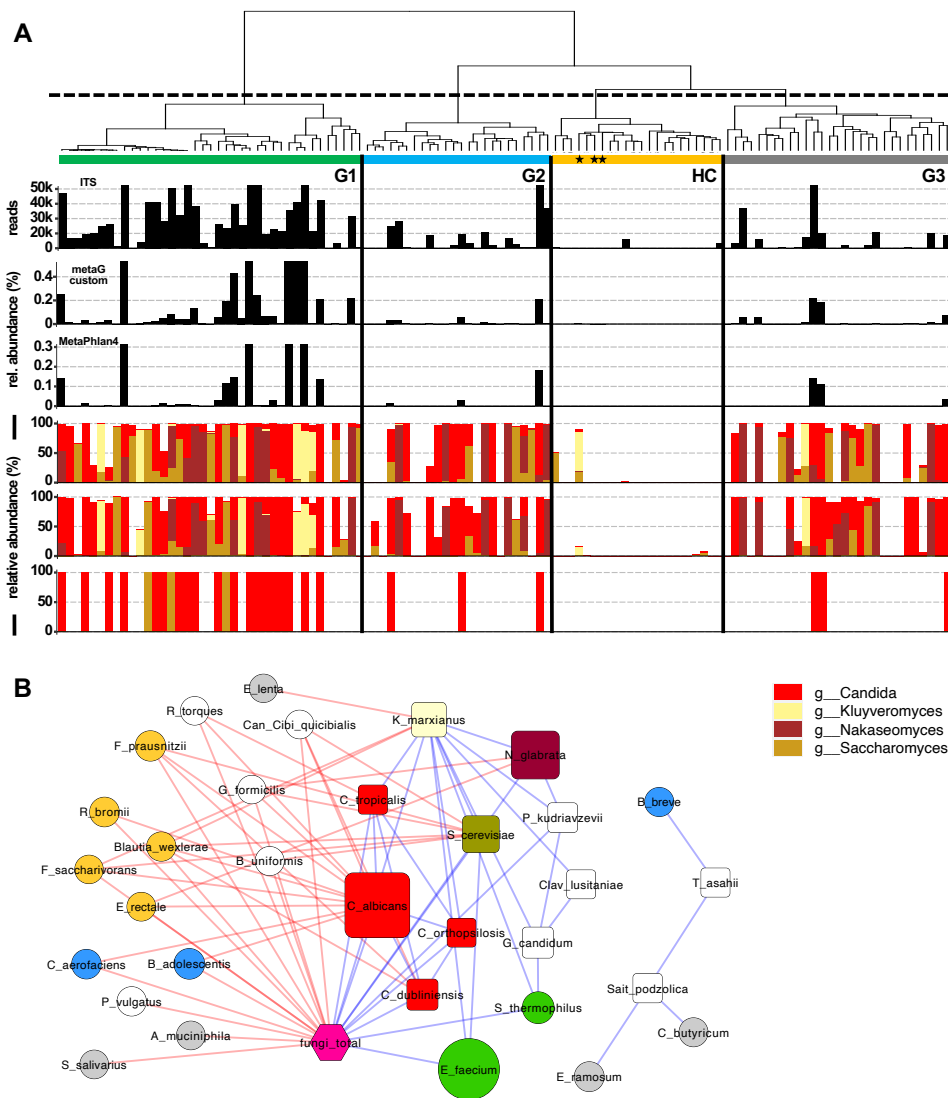 A
G1
G2
HC
G3
ITS
50k
40k
30k
20k
0
reads
metaG
custom
0.4
0.2
0
rel. abundance (%)
MetaPhlan4
0.3
0.2
0.1
0
100
50
0
100
50
0
100
50
0
relative abundance (%)
B
g__Candida
g__Kluyveromyces
g__Nakaseomyces
g__Saccharomyces
E_lenta
R_torques
Can_Cibi_quicibialis
K_marxianus
F_prausnitzii
N_glabrata
G_formicilis
C_tropicalis
B_breve
R_bromii
P_kudriavzevii
S_cerevisiae
Blautia_wexlerae
B_uniformis
F_saccharivorans
Clav_lusitaniae
T_asahii
E_rectale
C_albicans
C_orthopsilosis
G_candidum
C_aerofaciens
B_adolescentis
Sait_podzolica
C_dubliniensis
P_vulgatus
S_thermophilus
A_muciniphila
fungi_total
C_butyricum
S_salivarius
E_faecium
E_ramosum